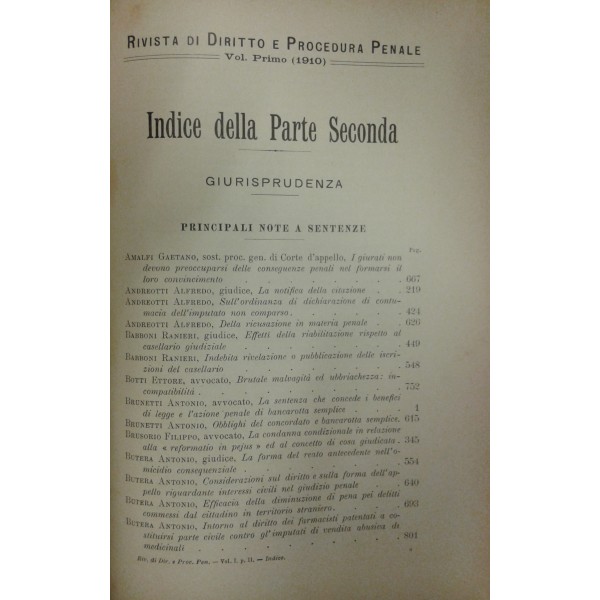 RIVISTA DI DIRITTO E PROCEDURA PENALE
Vol. Primo (1910)
Indice della Parte Seconda
GIURISPRUDENZA
PRINCIPALI NOTE A SENTENZE
Pag.
AMALFI GAETANO, sost. proc. gen. di Corte d'appello, I giurati non
devono preoccuparsi delle conseguenze penali nel formarsi il
loro convincimento . . . . . . . 667
ANDREOTTI ALFREDO, giudice, La notifica della citazione . . 219
ANDREOTTI ALFREDO, Sull'ordinanza di dichiarazione di contu-
macia dell'imputato non comparso . . . . . 424
ANDREOTTI ALFREDO, Della ricusazione in materia penale . . 626
BARBONI RANIERI, giudice, Effetti della riabilitazione rispetto al
casellario giudiziale . . . . . . . 449
BARBONI RANIERI, Indebita rivelazione o pubblicazione delle iscri-
zioni del casellario . . . . . . . 548
BOTTI ETTORE, avvocato, Brutale malvagità ed ubbriachezza: in-
compatibilità . . . . . . . . 752
BRUNETTI ANTONIO, avvocato, La sentenza che concede i benefici
di legge e l'azione penale di bancarotta semplice . . . 1
BRUNETTI ANTONIO, Obblighi del concordato e bancarotta semplice. 615
BRUSORIO FILIPPO, avvocato, La condanna condizionale in relazione
alla « reformatio in pejus » ed al concetto di cosa giudicata . 345
BUTERA ANTONIO, giudice, La forma del reato antecedente nell'o-
micidio consequenziale . . . . . . . 554
BUTERA ANTONIO, Considerazioni sul diritto e sulla forma dell'ap-
pello riguardante interessi civili nel giudizio penale . . 640
BUTERA ANTONIO, Efficacia della diminuzione di pena pei delitti
commessi dal cittadino in territorio straniero . . . 693
BUTERA ANTONIO, Intorno al diritto dei farmacisti patentati a co-
stituirsi parte civile contro gl'imputati di vendita abusiva di
medicinali . . . . . . . . 801
Riv. di Dir. e Proc. Pen. — Vol. I, p. II. — Indice.